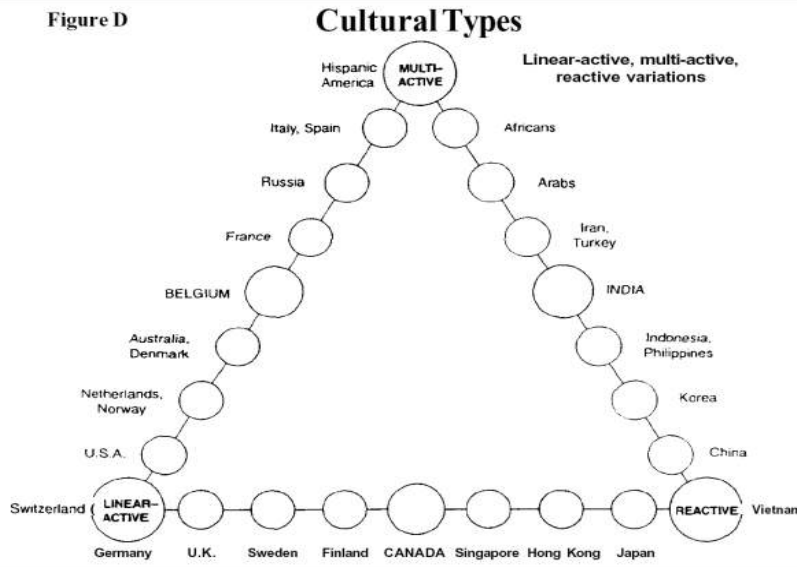 Figure D
Cultural Types
Linear-active, multi-active,
reactive variations
Hispanic
America
MULTI-
ACTIVE
Italy, Spain
Africans
Russia
Arabs
France
Iran,
Turkey
BELGIUM
INDIA
Australia,
Denmark
Indonesia,
Philippines
Netherlands,
Norway
Korea
U.S.A.
China
Switzerland
LINEAR-
ACTIVE
REACTIVE
Vietnan
Germany
U.K.
Sweden
Finland
CANADA
Singapore
Hong Kong
Japan